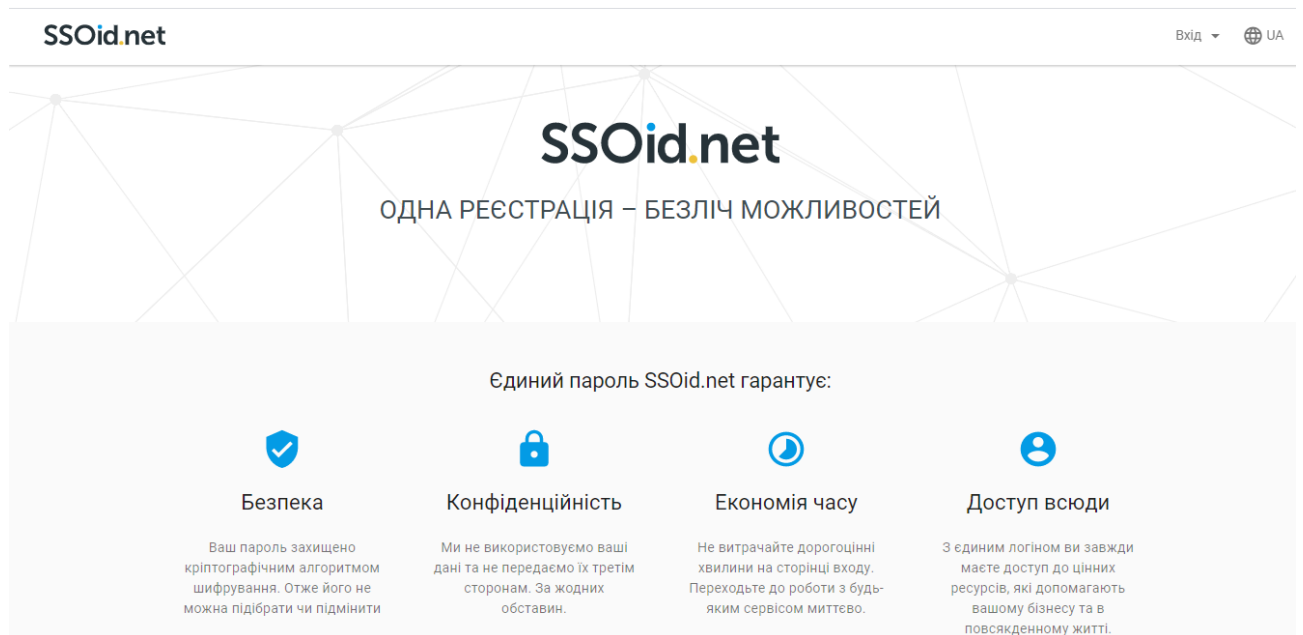 SSOid.net
Вхід
UA
SSOid.net
ОДНА РЕЄСТРАЦІЯ – БЕЗЛІЧ МОЖЛИВОСТЕЙ
Єдиний пароль SSOid.net гарантує:
Безпека
Ваш пароль захищено
кріптографічним алгоритмом
шифрування. Отже його не
можна підібрати чи підмінити
Конфіденційність
Ми не використовуємо ваші
дані та не передаємо їх третім
сторонам. За жодних
обставин.
Економія часу
Не витрачайте дорогоцінні
хвилини на сторінці входу.
Переходьте до роботи з будь-
яким сервісом миттєво.
Доступ всюди
З єдиним логіном ви завжди
маєте доступ до цінних
ресурсів, які допомагають
вашому бізнесу та в
повсякденному житті.